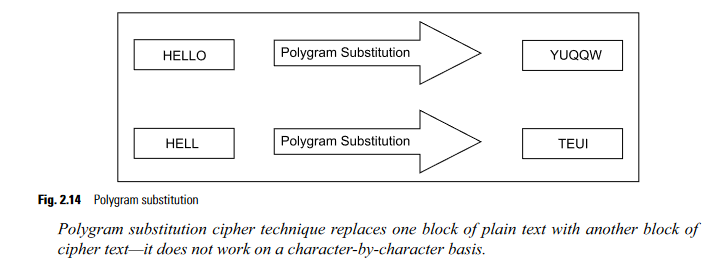 HELLO Polygram Substitution YUQQW
HELL Polygram Substitution TEUI
Fig. 2.14 Polygram substitution
Polygram substitution cipher technique replaces one block of plain text with another block of
cipher text—it does not work on a character-by-character basis.